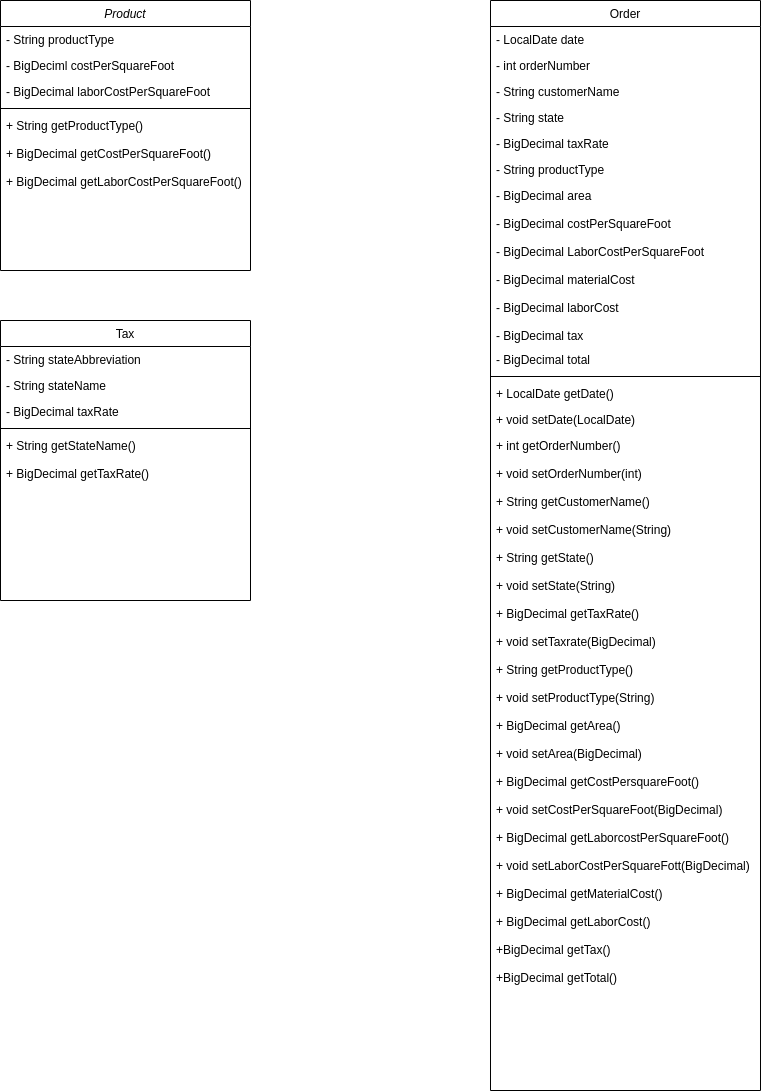 Product
- String productType
- BigDeciml costPerSquareFoot
- BigDecimal laborCostPerSquareFoot
+ String getProductType()
+ BigDecimal getCostPerSquareFoot()
+ BigDecimal getLaborCostPerSquareFoot()
Tax
- String stateAbbreviation
- String stateName
- BigDecimal taxRate
+ String getStateName()
+ BigDecimal getTaxRate()
Order
- LocalDate date
- int orderNumber
- String customerName
- String state
- BigDecimal taxRate
- String productType
- BigDecimal area
- BigDecimal costPerSquareFoot
- BigDecimal LaborCostPerSquareFoot
- BigDecimal materialCost
- BigDecimal laborCost
- BigDecimal tax
- BigDecimal total
+ LocalDate getDate()
+ void setDate(LocalDate)
+ int getOrderNumber()
+ void setOrderNumber(int)
+ String getCustomerName()
+ void setCustomerName(String)
+ String getState()
+ void setState(String)
+ BigDecimal getTaxRate()
+ void setTaxrate(BigDecimal)
+ String getProductType()
+ void setProductType(String)
+ BigDecimal getArea()
+ void setArea(BigDecimal)
+ BigDecimal getCostPersquareFoot()
+ void setCostPerSquareFoot(BigDecimal)
+ BigDecimal getLaborcostPerSquareFoot()
+ void setLaborCostPerSquareFott(BigDecimal)
+ BigDecimal getMaterialCost()
+ BigDecimal getLaborCost()
+BigDecimal getTax()
+BigDecimal getTotal()